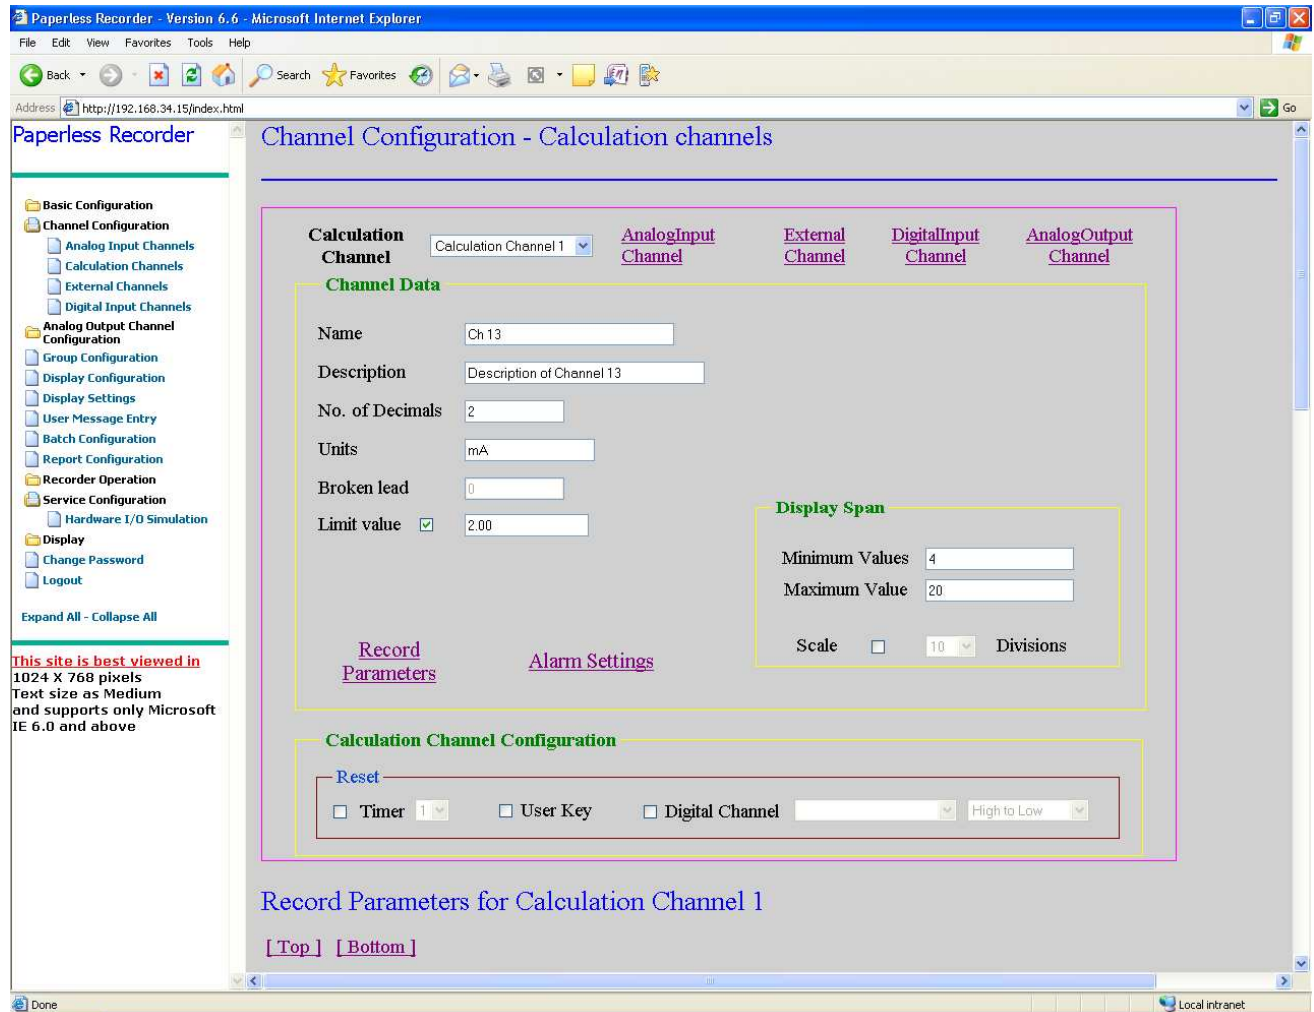 Paperless Recorder - Version 6.6 - Microsoft Internet Explorer
File Edit View Favorites Tools Help
Back Search Favorites
Address http://192.168.34.15/index.html Go
Paperless Recorder
Basic Configuration
Channel Configuration
Analog Input Channels
Calculation Channels
External Channels
Digital Input Channels
Analog Output Channel
Configuration
Group Configuration
Display Configuration
Display Settings
User Message Entry
Batch Configuration
Report Configuration
Recorder Operation
Service Configuration
Hardware I/O Simulation
Display
Change Password
Logout
Expand All - Collapse All
This site is best viewed in
1024 X 768 pixels
Text size as Medium
and supports only Microsoft
IE 6.0 and above
Channel Configuration - Calculation channels
Calculation
Channel
Calculation Channel 1
AnalogInput
Channel
External
Channel
DigitalInput
Channel
AnalogOutput
Channel
Channel Data
Name Ch 13
Description Description of Channel 13
No. of Decimals 2
Units mA
Broken lead 0
Limit value 2.00
Display Span
Minimum Values 4
Maximum Value 20
Scale 10 Divisions
Record
Parameters
Alarm Settings
Calculation Channel Configuration
Reset
Timer 1 User Key Digital Channel High to Low
Record Parameters for Calculation Channel 1
[ Top ] [ Bottom ]
Done Local intranet